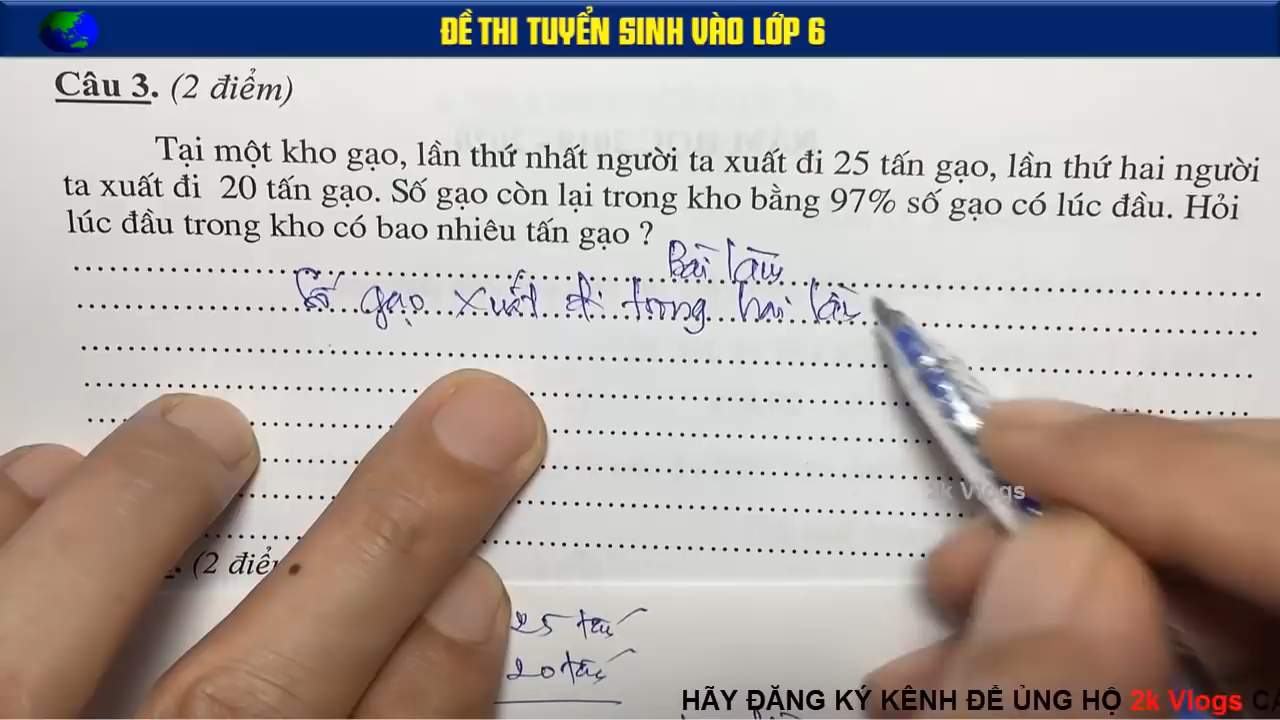 ĐỀ THI TUYỂN SINH VÀO LỚP 6
Câu 3. (2 điểm)
Tại một kho gạo, lần thứ nhất người ta xuất đi 25 tấn gạo, lần thứ hai người
ta xuất đi 20 tấn gạo. Số gạo còn lại trong kho bằng 97% số gạo có lúc đầu. Hỏi
lúc đầu trong kho có bao nhiêu tấn gạo ?
Bài làm
Số gạo xuất đi trong hai lần
2k Vlogs
. (2 điể
25 tấn
20 tấn
HÃY ĐĂNG KÝ KÊNH ĐỂ ỦNG HỘ 2k Vlogs